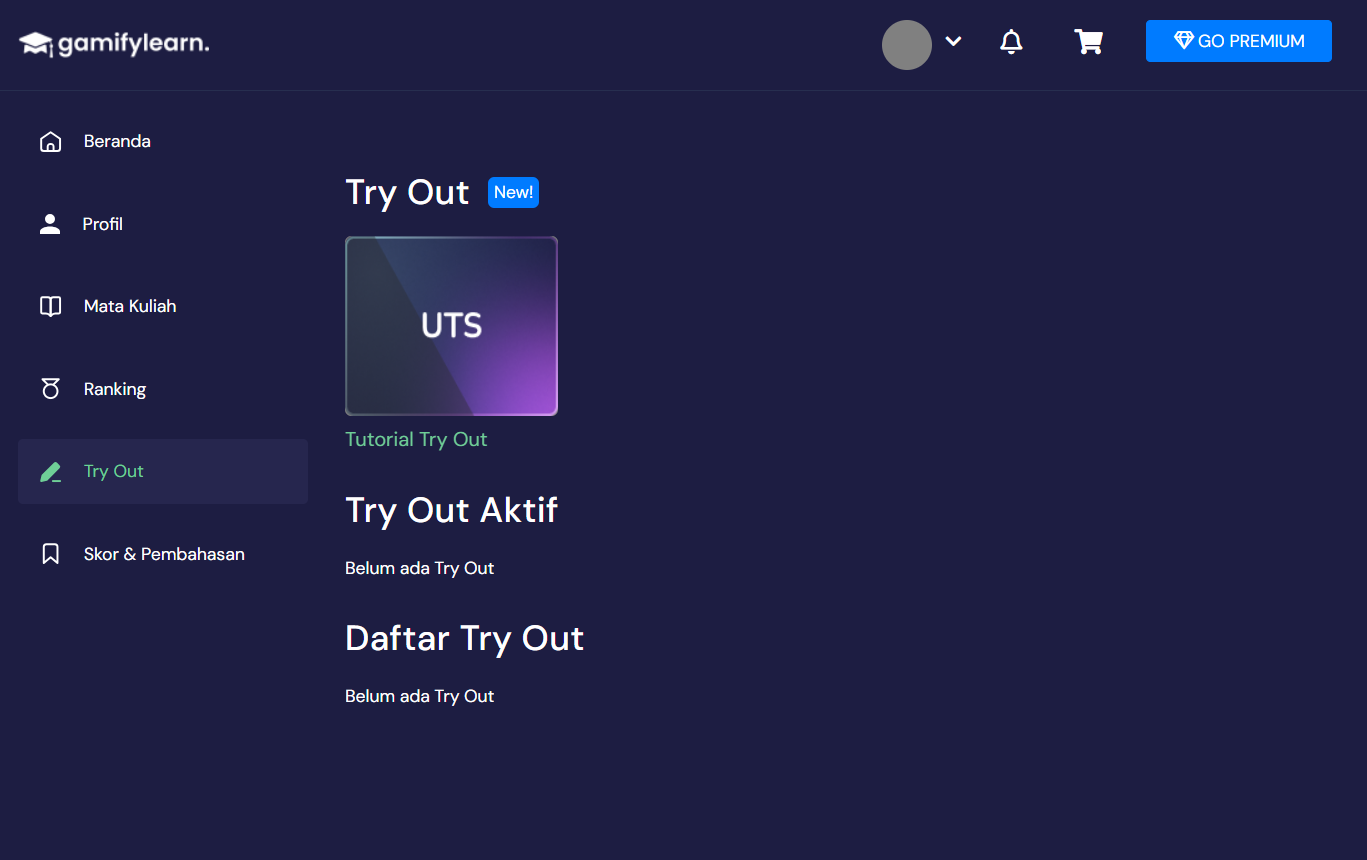 gamifylearn.
GO PREMIUM
Beranda
Profil
Mata Kuliah
Ranking
Try Out
Skor & Pembahasan
Try Out New!
UTS
Tutorial Try Out
Try Out Aktif
Belum ada Try Out
Daftar Try Out
Belum ada Try Out